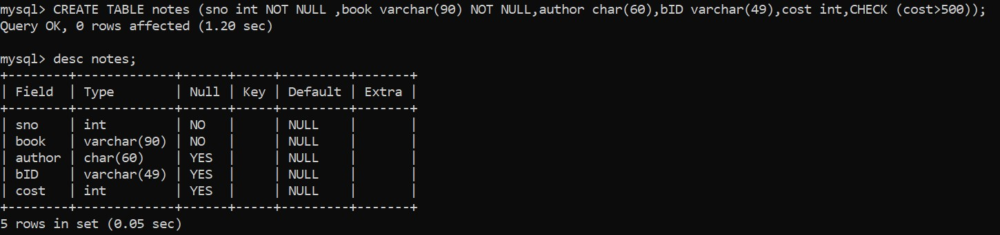 mysql> CREATE TABLE notes (sno int NOT NULL ,book varchar(90) NOT NULL,author char(60),bID varchar(49),cost int,CHECK (cost>500));
Query OK, 0 rows affected (1.20 sec)
mysql> desc notes;
+--------+-------------+------+-----+---------+-------+
| Field  | Type        | Null | Key | Default | Extra |
+--------+-------------+------+-----+---------+-------+
| sno    | int         | NO   |     | NULL    |       |
| book   | varchar(90) | NO   |     | NULL    |       |
| author | char(60)    | YES  |     | NULL    |       |
| bID    | varchar(49) | YES  |     | NULL    |       |
| cost   | int         | YES  |     | NULL    |       |
+--------+-------------+------+-----+---------+-------+
5 rows in set (0.05 sec)